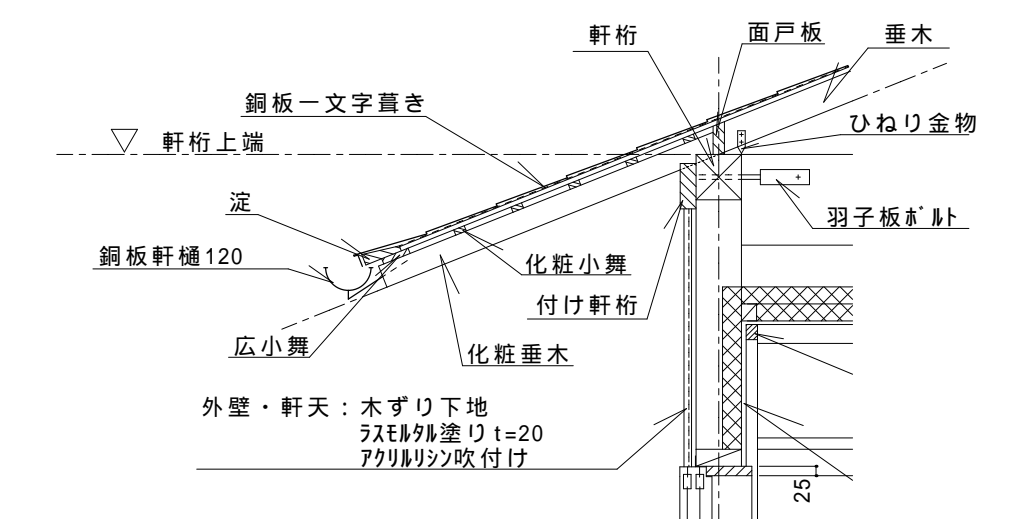 軒桁
面戸板
垂木
銅板一文字葺き
ひねり金物
軒桁上端
淀
羽子板ボルト
銅板軒樋120
化粧小舞
付け軒桁
広小舞
化粧垂木
外壁・軒天：木ずり下地
ラスモルタル塗り t=20
アクリルリシン吹付け
25